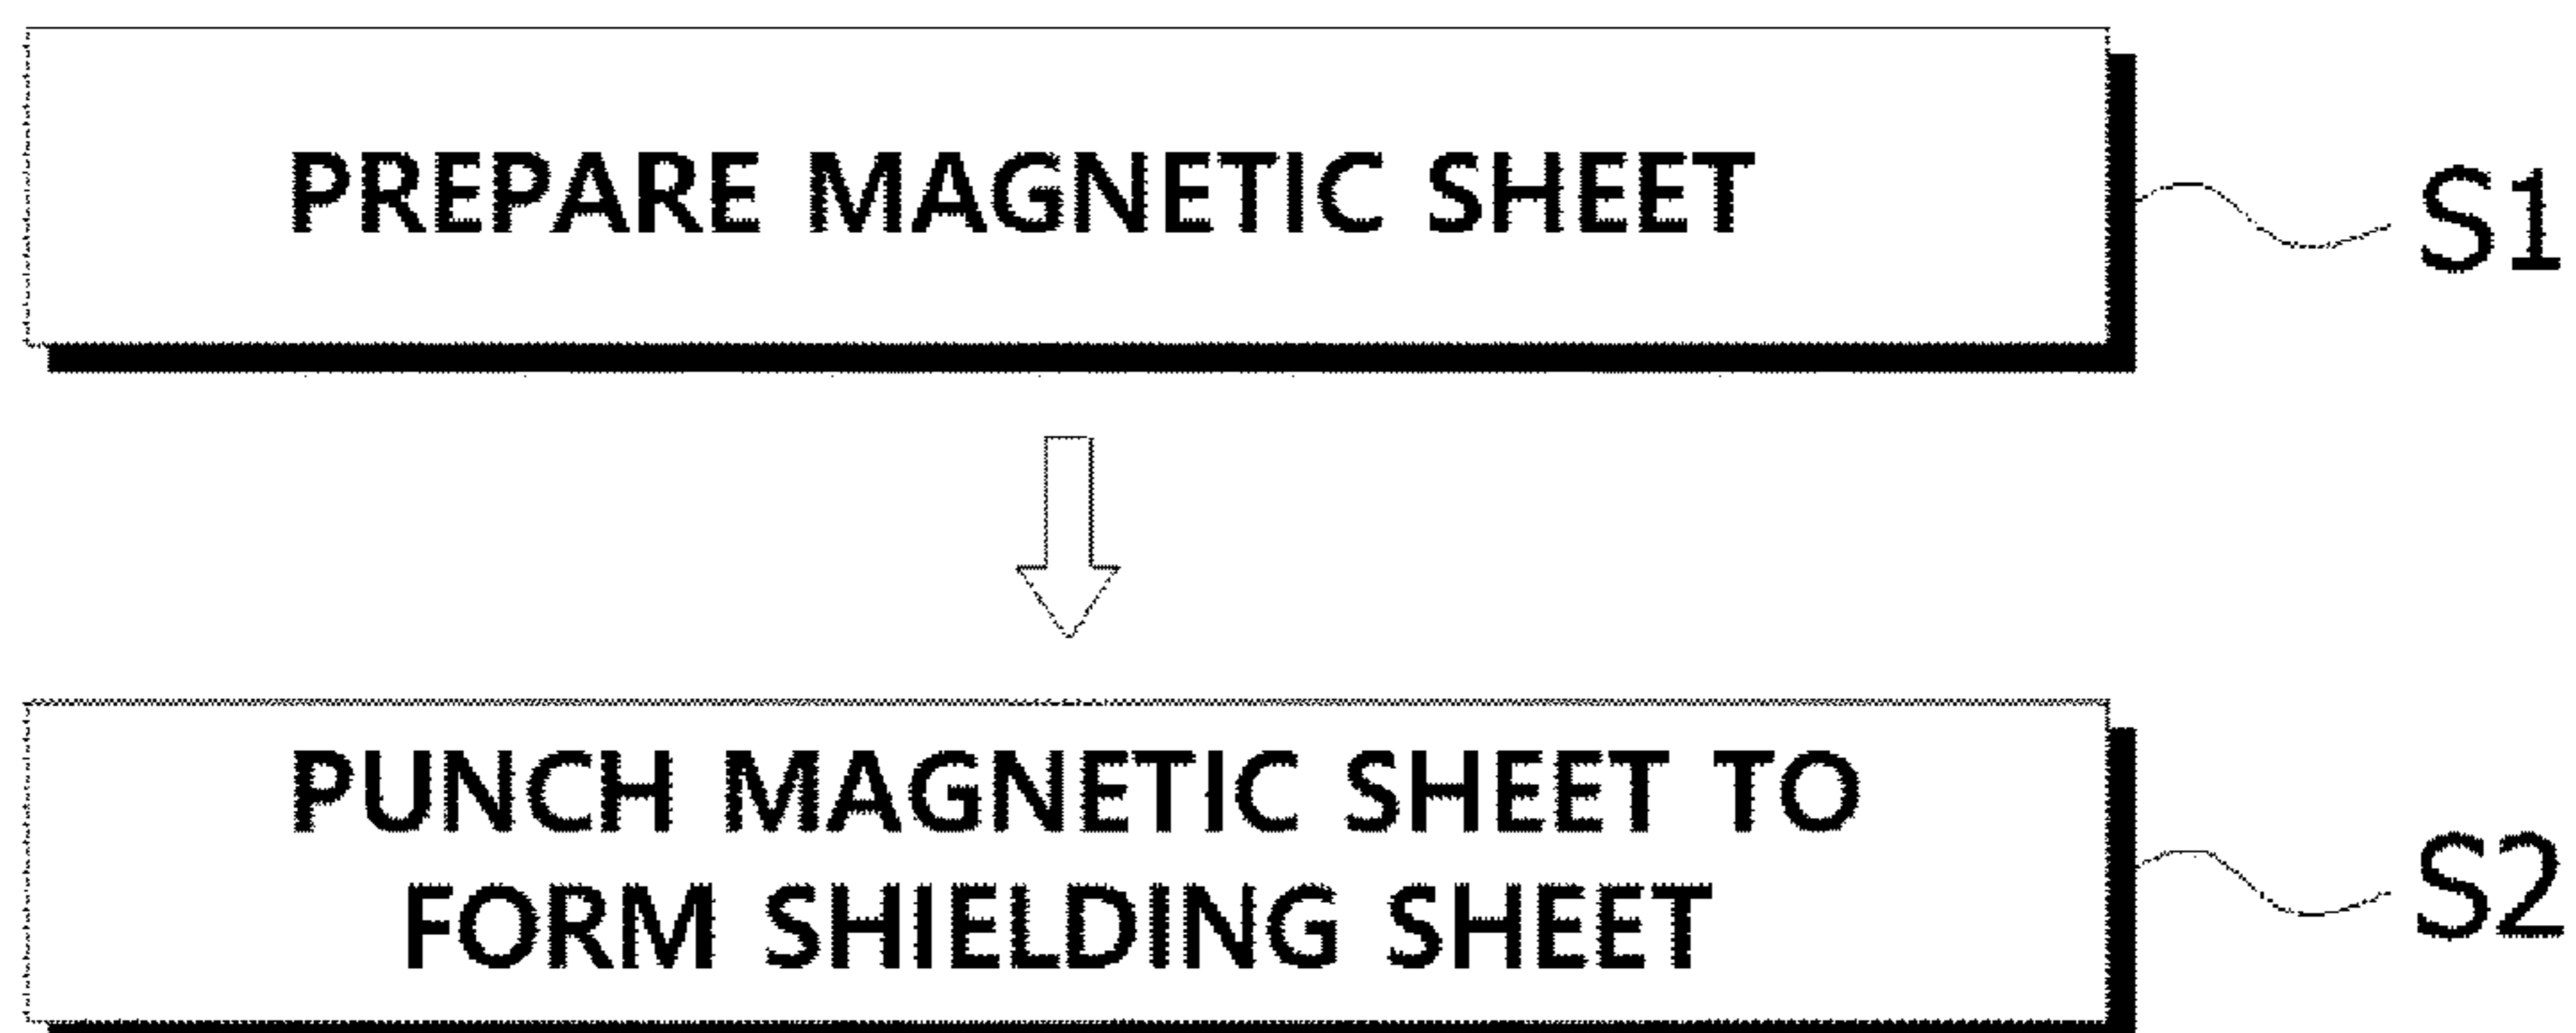 PREPARE MAGNETIC SHEET
S1
PUNCH MAGNETIC SHEET TO
FORM SHIELDING SHEET
S2